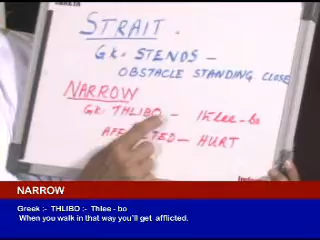 STRAIT.
GK. STENOS –
OBSTACLE STANDING CLOSE
NARROW
GK. THLIBO – Thlee-bo
AFFLICTED – HURT
NARROW
Greek :- THLIBO :- Thlee - bo
When you walk in that way you'll get afflicted.